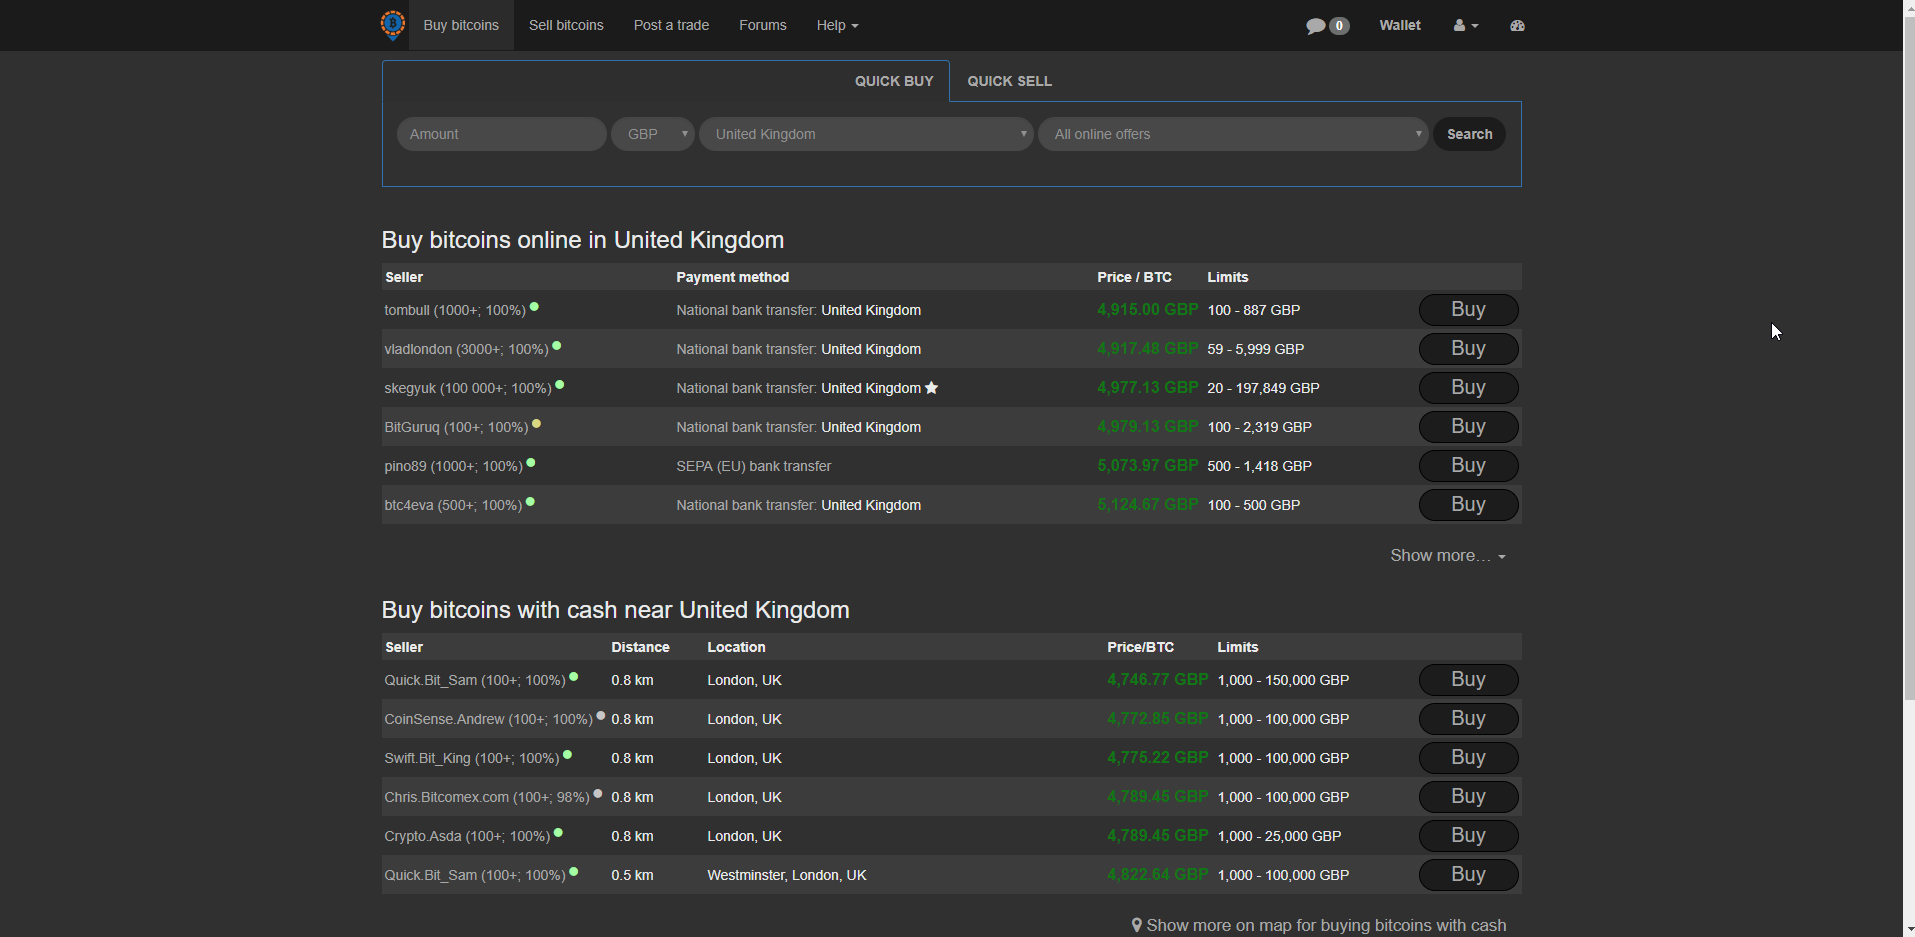 Buy bitcoins Sell bitcoins Post a trade Forums Help 0 Wallet
QUICK BUY QUICK SELL
Amount GBP United Kingdom All online offers Search
Buy bitcoins online in United Kingdom
Seller Payment method Price / BTC Limits
tombull (1000+; 100%) National bank transfer: United Kingdom 4,915.00 GBP 100 - 887 GBP Buy
vladlondon (3000+; 100%) National bank transfer: United Kingdom 4,917.48 GBP 59 - 5,999 GBP Buy
skegyuk (100 000+; 100%) National bank transfer: United Kingdom 4,977.13 GBP 20 - 197,849 GBP Buy
BitGuruq (100+; 100%) National bank transfer: United Kingdom 4,979.13 GBP 100 - 2,319 GBP Buy
pino89 (1000+; 100%) SEPA (EU) bank transfer 5,073.97 GBP 500 - 1,418 GBP Buy
btc4eva (500+; 100%) National bank transfer: United Kingdom 5,124.67 GBP 100 - 500 GBP Buy
Show more…
Buy bitcoins with cash near United Kingdom
Seller Distance Location Price/BTC Limits
Quick.Bit_Sam (100+; 100%) 0.8 km London, UK 4,746.77 GBP 1,000 - 150,000 GBP Buy
CoinSense.Andrew (100+; 100%) 0.8 km London, UK 4,772.85 GBP 1,000 - 100,000 GBP Buy
Swift.Bit_King (100+; 100%) 0.8 km London, UK 4,775.22 GBP 1,000 - 100,000 GBP Buy
Chris.Bitcomex.com (100+; 98%) 0.8 km London, UK 4,789.45 GBP 1,000 - 100,000 GBP Buy
Crypto.Asda (100+; 100%) 0.8 km London, UK 4,789.45 GBP 1,000 - 25,000 GBP Buy
Quick.Bit_Sam (100+; 100%) 0.5 km Westminster, London, UK 4,822.64 GBP 1,000 - 100,000 GBP Buy
Show more on map for buying bitcoins with cash